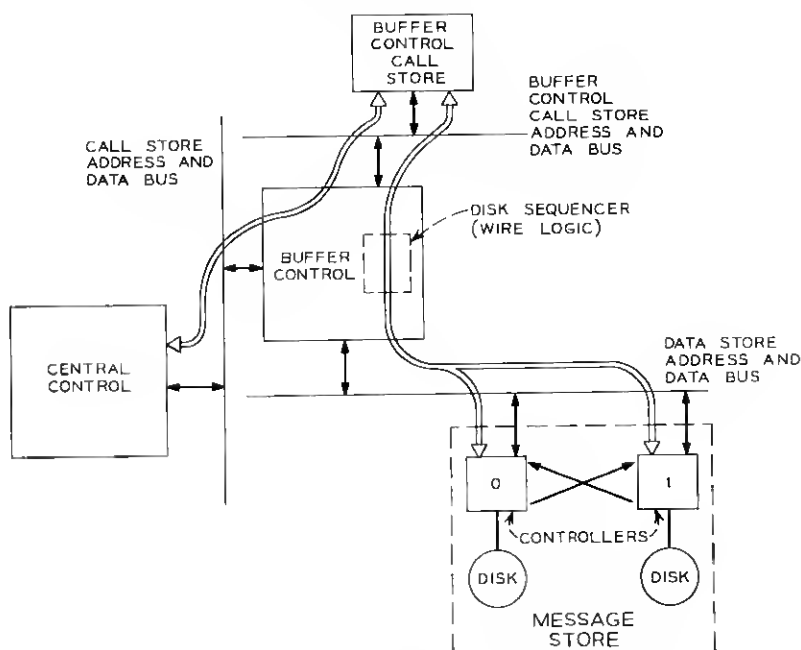 BUFFER
CONTROL
CALL
STORE
BUFFER
CONTROL
CALL STORE
ADDRESS AND
DATA BUS
CALL STORE
ADDRESS AND
DATA BUS
DISK SEQUENCER
(WIRE LOGIC)
BUFFER
CONTROL
CENTRAL
CONTROL
DATA STORE
ADDRESS AND
DATA BUS
0
1
CONTROLLERS
DISK
DISK
MESSAGE
STORE